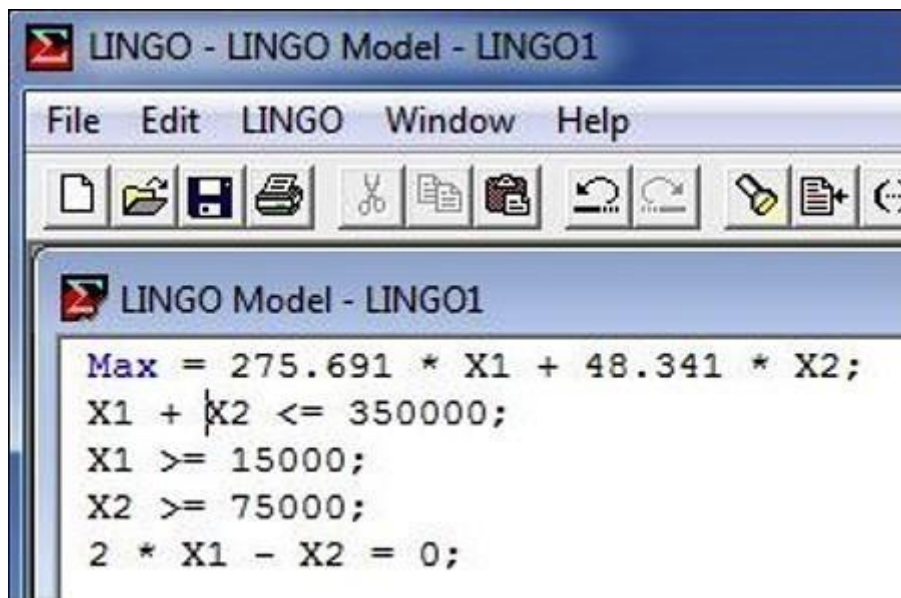 LINGO - LINGO Model - LINGO1
File Edit LINGO Window Help
LINGO Model - LINGO1
Max = 275.691 * X1 + 48.341 * X2;
X1 + X2 <= 350000;
X1 >= 15000;
X2 >= 75000;
2 * X1 - X2 = 0;